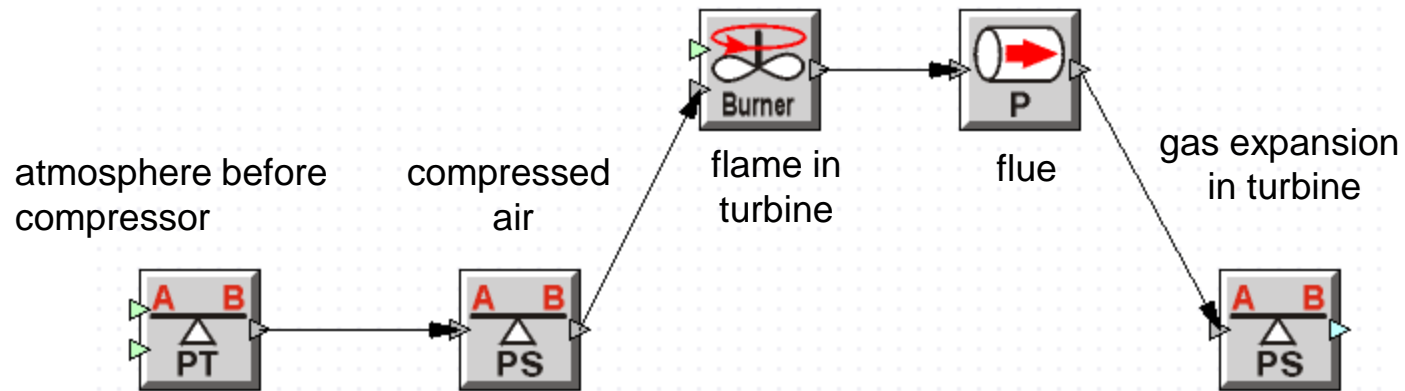 Burner
P
atmosphere before
compressor
compressed
air
flame in
turbine
flue
gas expansion
in turbine
A B
PT
A B
PS
A B
PS